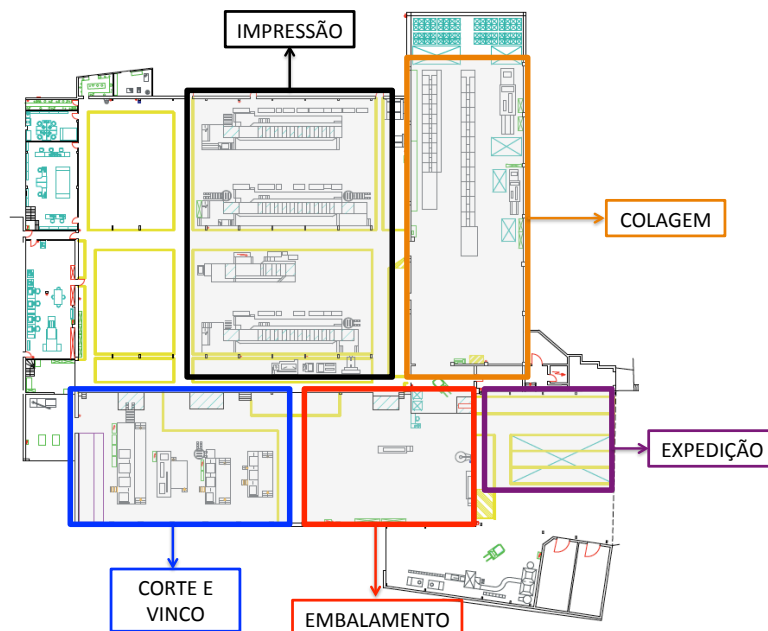 IMPRESSÃO
COLAGEM
EXPEDIÇÃO
CORTE E
VINCO
EMBALAMENTO